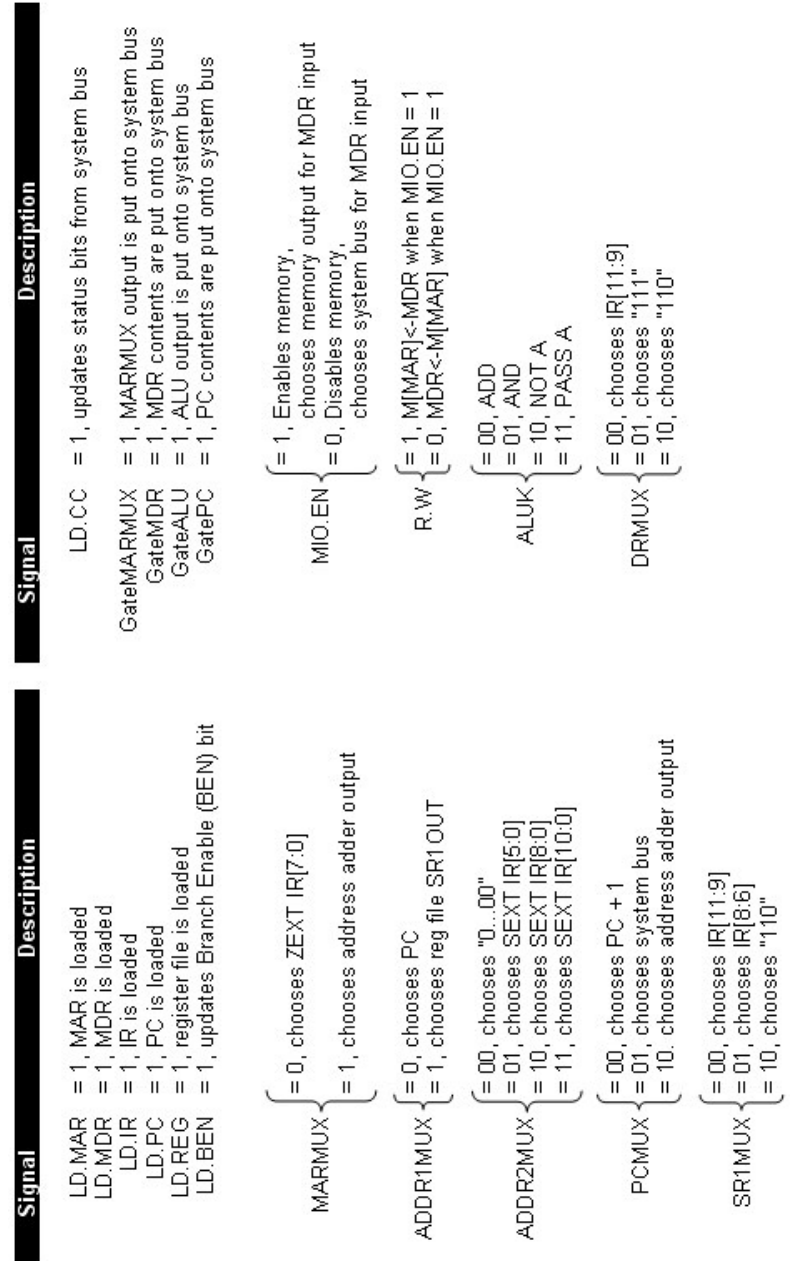 Signal Description
LD.MAR = 1, MAR is loaded
LD.MDR = 1, MDR is loaded
LD.IR = 1, IR is loaded
LD.PC = 1, PC is loaded
LD.REG = 1, register file is loaded
LD.BEN = 1, updates Branch Enable (BEN) bit
MARMUX = 0, chooses ZEXT IR[7:0]
= 1, chooses address adder output
ADDR1MUX = 0, chooses PC
= 1, chooses reg file SR1OUT
ADDR2MUX = 00, chooses "0...00"
= 01, chooses SEXT IR[5:0]
= 10, chooses SEXT IR[8:0]
= 11, chooses SEXT IR[10:0]
PCMUX = 00, chooses PC + 1
= 01, chooses system bus
= 10. chooses address adder output
SR1MUX = 00, chooses IR[11:9]
= 01, chooses IR[8:6]
= 10, chooses "110"
Signal Description
LD.CC = 1, updates status bits from system bus
GateMARMUX = 1, MARMUX output is put onto system bus
GateMDR = 1, MDR contents are put onto system bus
GateALU = 1, ALU output is put onto system bus
GatePC = 1, PC contents are put onto system bus
MIO.EN = 1, Enables memory,
chooses memory output for MDR input
= 0, Disables memory,
chooses system bus for MDR input
R.W = 1, M[MAR]<-MDR when MIO.EN = 1
= 0, MDR<-M[MAR] when MIO.EN = 1
ALUK = 00, ADD
= 01, AND
= 10, NOT A
= 11, PASS A
DRMUX = 00, chooses IR[11:9]
= 01, chooses "111"
= 10, chooses "110"